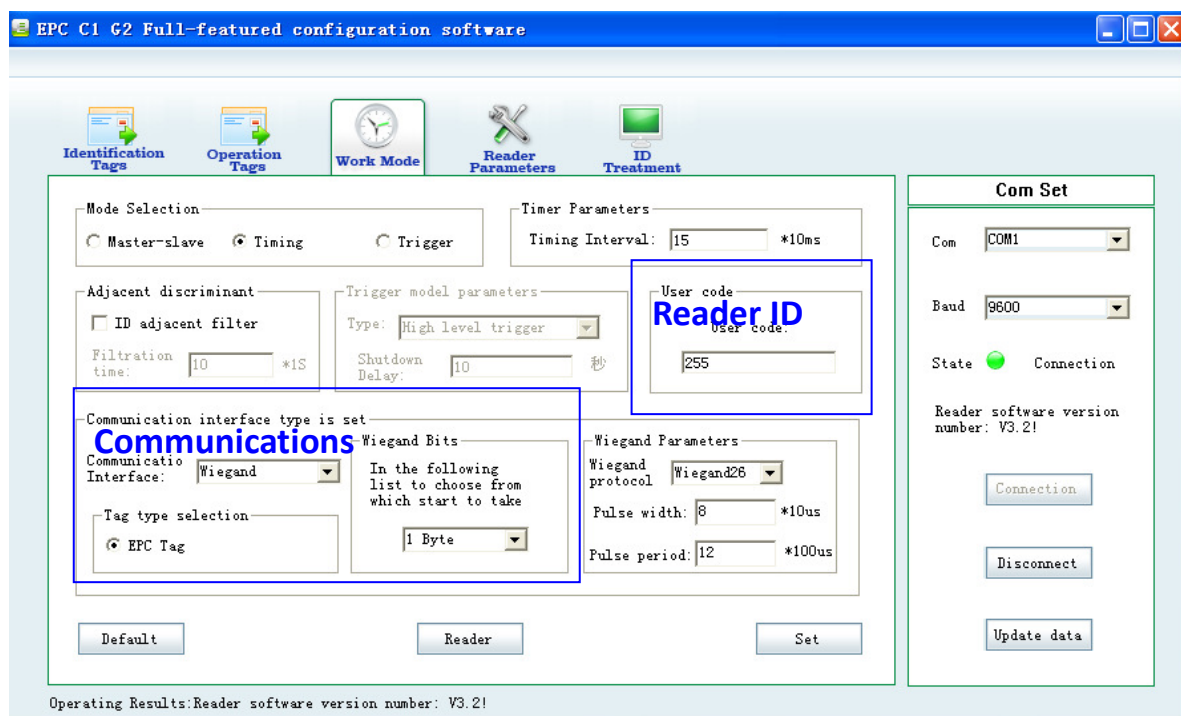 EPC C1 G2 Full-featured configuration software
Identification
Tags
Operation
Tags
Work Mode
Reader
Parameters
ID
Treatment
Mode Selection
Master-slave
Timing
Trigger
Timer Parameters
Timing Interval: 15 *10ms
Adjacent discriminant
ID adjacent filter
Filtration
time: 10 *1S
Trigger model parameters
Type: High level trigger
Shutdown
Delay: 10 秒
User code
Reader ID
User code:
255
Communication interface type is set
Communications
Communicatio
Interface: Wiegand
Tag type selection
EPC Tag
Wiegand Bits
In the following
list to choose from
which start to take
1 Byte
Wiegand Parameters
Wiegand
protocol Wiegand26
Pulse width: 8 *10us
Pulse period: 12 *100us
Default
Reader
Set
Com Set
Com COM1
Baud 9600
State Connection
Reader software version
number: V3.2!
Connection
Disconnect
Update data
Operating Results:Reader software version number: V3.2!